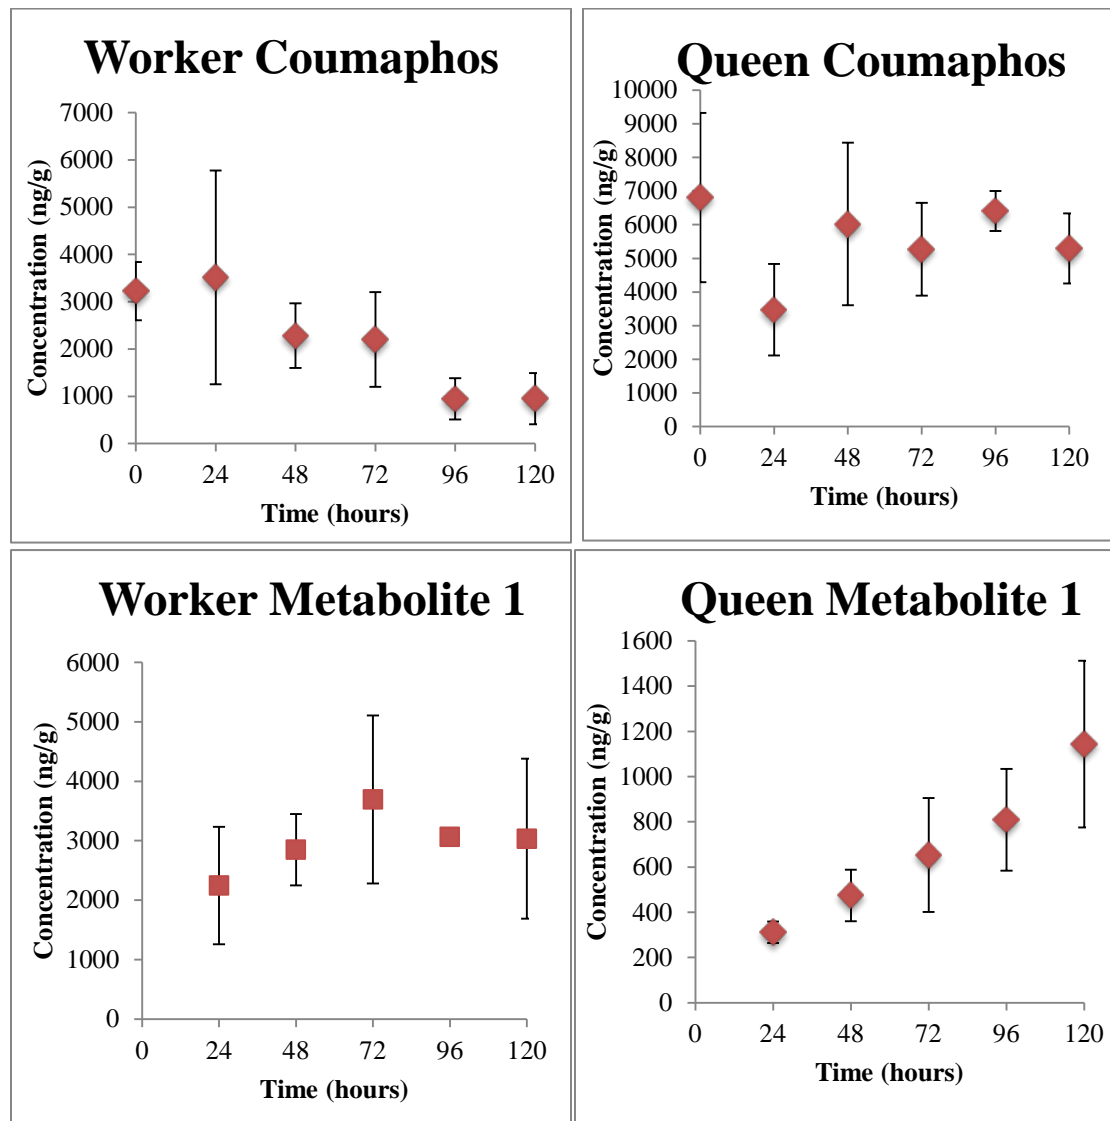 Worker Coumaphos
7000
6000
5000
4000
3000
2000
1000
0
Concentration (ng/g)
0 24 48 72 96 120
Time (hours)
Queen Coumaphos
10000
9000
8000
7000
6000
5000
4000
3000
2000
1000
0
Concentration (ng/g)
0 24 48 72 96 120
Time (hours)
Worker Metabolite 1
6000
5000
4000
3000
2000
1000
0
Concentration (ng/g)
0 24 48 72 96 120
Time (hours)
Queen Metabolite 1
1600
1400
1200
1000
800
600
400
200
0
Concentration (ng/g)
0 24 48 72 96 120
Time (hours)